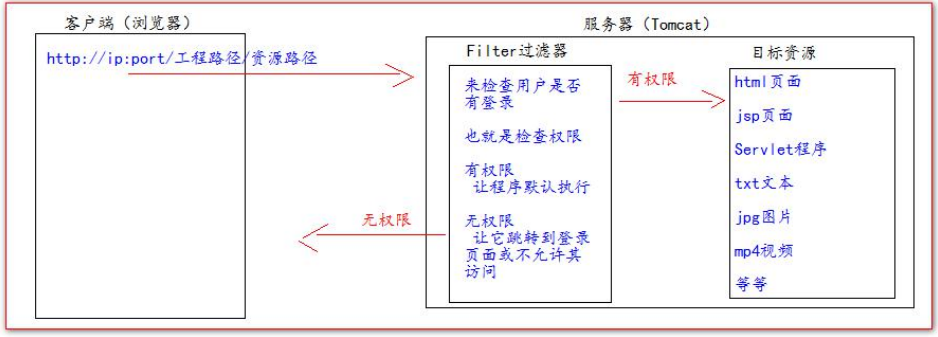 客户端（浏览器）
服务器（Tomcat）
http://ip:port/工程路径/资源路径
Filter过滤器
来检查用户是否
有登录
也就是检查权限
有权限
让程序默认执行
无权限
让它跳转到登录
页面或不允许其
访问
有权限
无权限
目标资源
html页面
jsp页面
Servlet程序
txt文本
jpg图片
mp4视频
等等